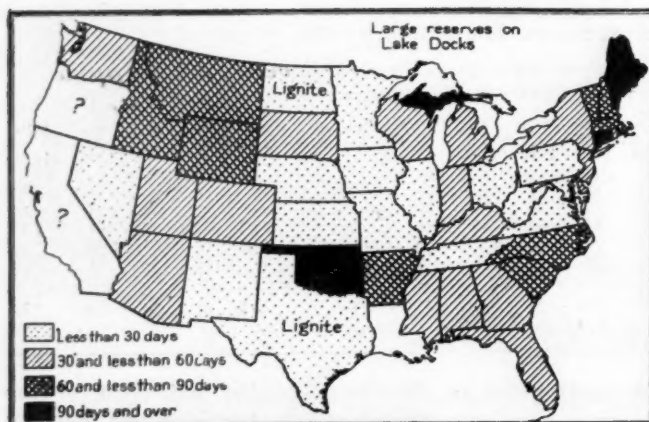 Large reserves on
Lake Docks
Lignite
?
?
Lignite
Less than 30 days
30 and less than 60 days
60 and less than 90 days
90 days and over